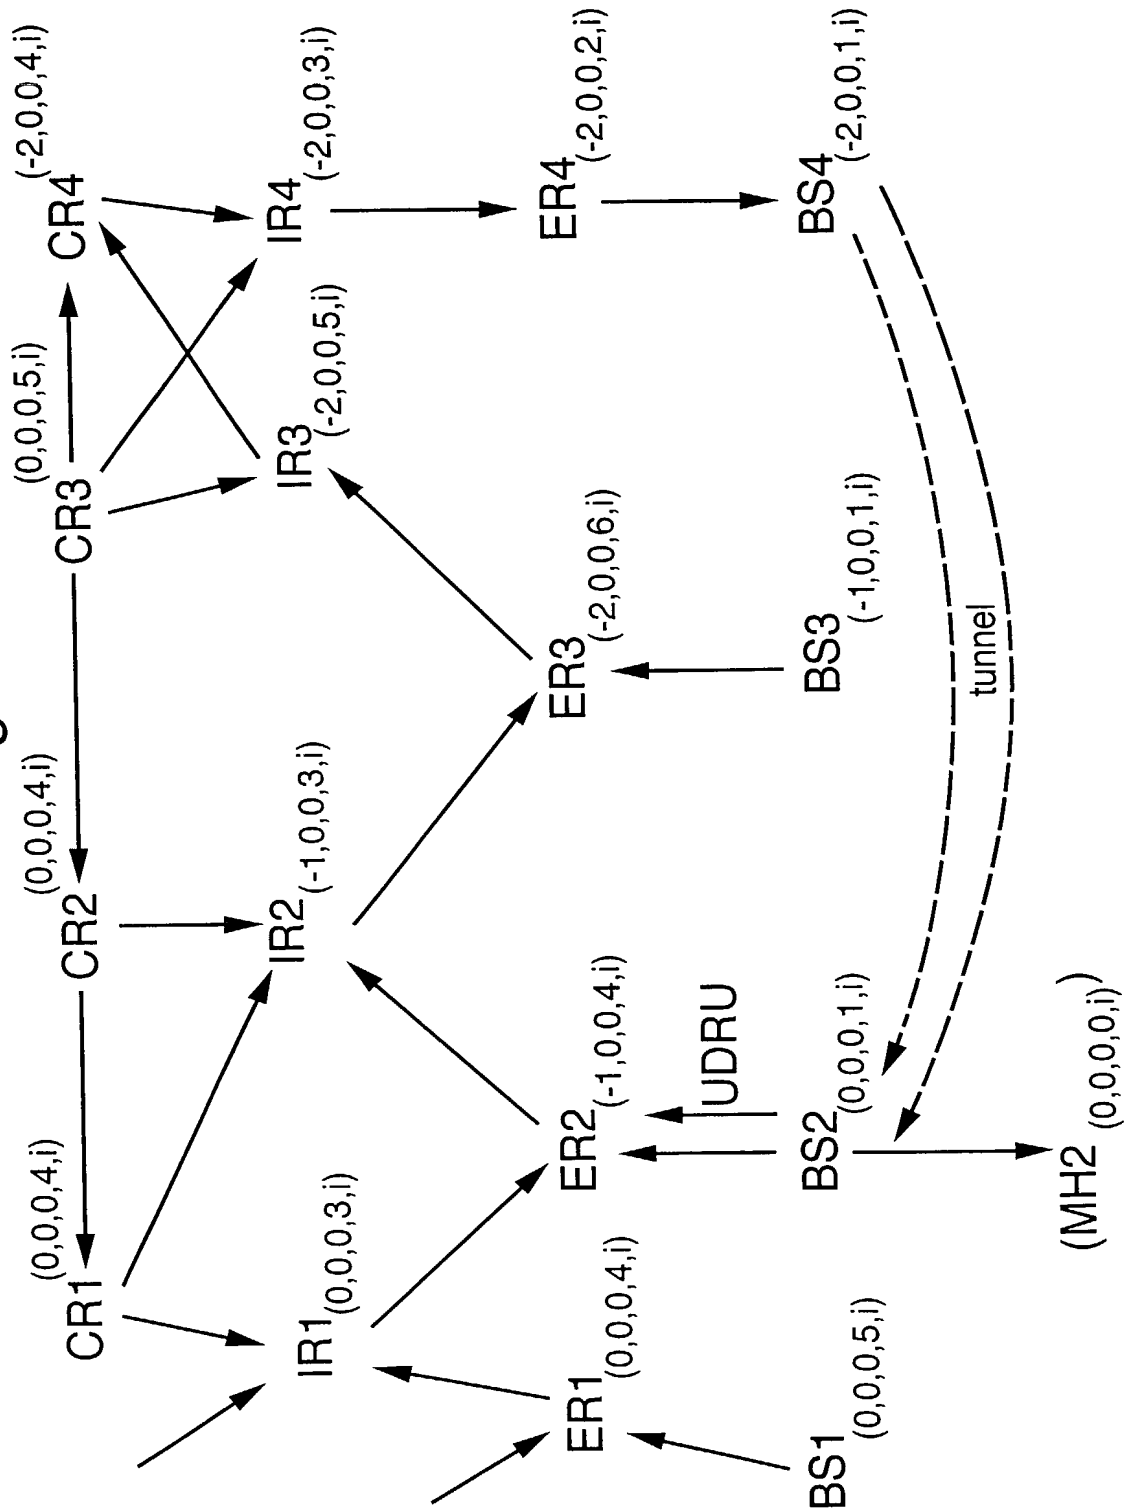 CR1(0,0,0,4,i)
CR2(0,0,0,4,i)
CR3(0,0,0,5,i)
CR4(-2,0,0,4,i)
IR1(0,0,0,3,i)
IR2(-1,0,0,3,i)
IR3(-2,0,0,5,i)
IR4(-2,0,0,3,i)
ER1(0,0,0,4,i)
ER2(-1,0,0,4,i)
ER3(-2,0,0,6,i)
ER4(-2,0,0,2,i)
UDRU
BS1(0,0,0,5,i)
BS2(0,0,0,1,i)
BS3(-1,0,0,1,i)
BS4(-2,0,0,1,i)
tunnel
(MH2(0,0,0,0,i))